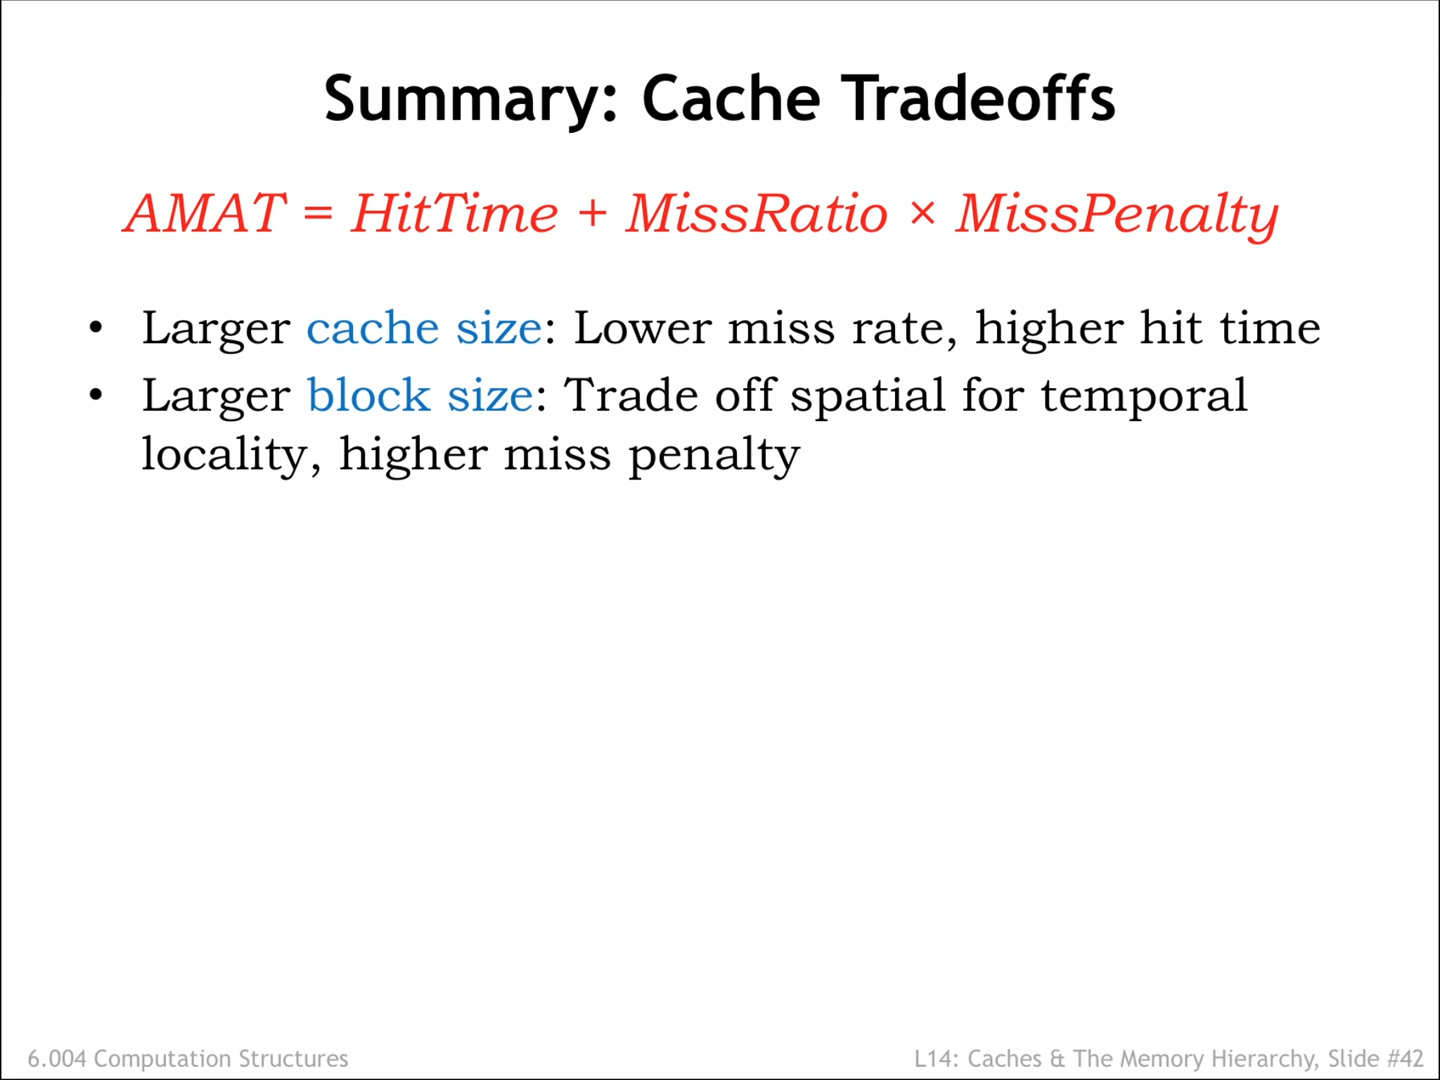 Summary: Cache Tradeoffs
AMAT = HitTime + MissRatio × MissPenalty
• Larger cache size: Lower miss rate, higher hit time
• Larger block size: Trade off spatial for temporal
locality, higher miss penalty
6.004 Computation Structures
L14: Caches & The Memory Hierarchy, Slide #42